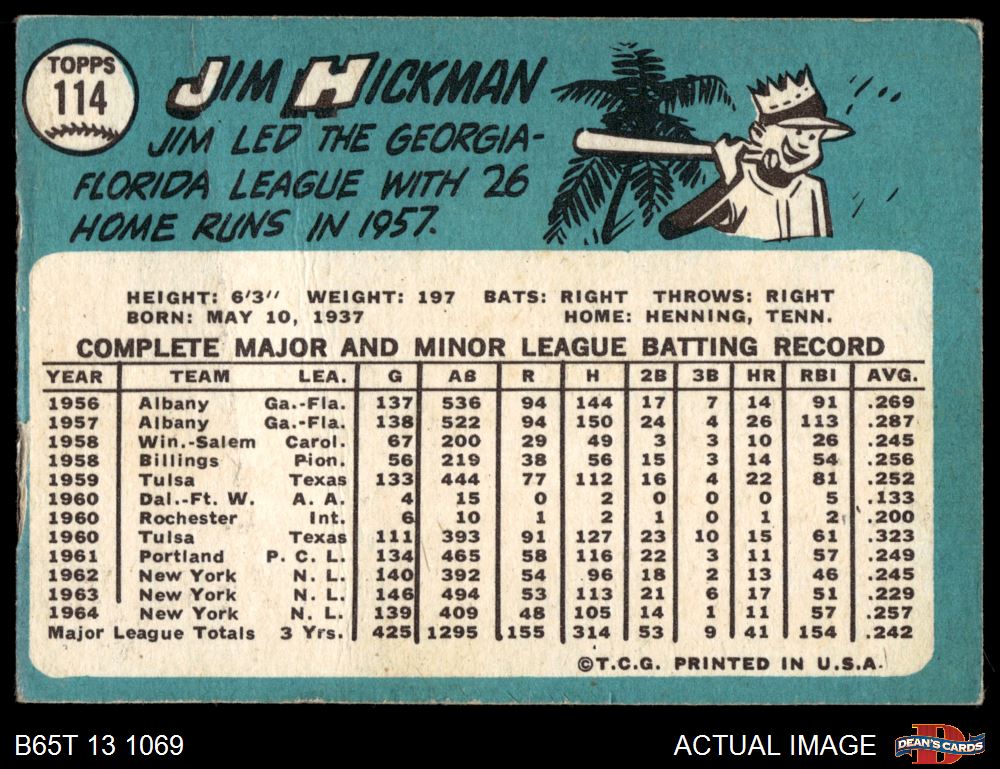 TOPPS
114
JIM HICKMAN
JIM LED THE GEORGIA-
FLORIDA LEAGUE WITH 26
HOME RUNS IN 1957.
HEIGHT: 6'3" WEIGHT: 197 BATS: RIGHT THROWS: RIGHT
BORN: MAY 10, 1937 HOME: HENNING, TENN.
COMPLETE MAJOR AND MINOR LEAGUE BATTING RECORD
YEAR TEAM LEA. G AB R H 2B 3B HR RBI AVG.
1956 Albany Ga.-Fla. 137 536 94 144 17 7 14 91 .269
1957 Albany Ga.-Fla. 138 522 94 150 24 4 26 113 .287
1958 Win.-Salem Carol. 67 200 29 49 3 3 10 26 .245
1958 Billings Pion. 56 219 38 56 15 3 14 54 .256
1959 Tulsa Texas 133 444 77 112 16 4 22 81 .252
1960 Dal.-Ft. W. A. A. 4 15 0 2 0 0 0 5 .133
1960 Rochester Int. 6 10 1 2 1 0 1 2 .200
1960 Tulsa Texas 111 393 91 127 23 10 15 61 .323
1961 Portland P. C. L. 134 465 58 116 22 3 11 57 .249
1962 New York N. L. 140 392 54 96 18 2 13 46 .245
1963 New York N. L. 146 494 53 113 21 6 17 51 .229
1964 New York N. L. 139 409 48 105 14 1 11 57 .257
Major League Totals 3 Yrs. 425 1295 155 314 53 9 41 154 .242
©T.C.G. PRINTED IN U.S.A.
B65T 13 1069 ACTUAL IMAGE DEAN'S CARDS